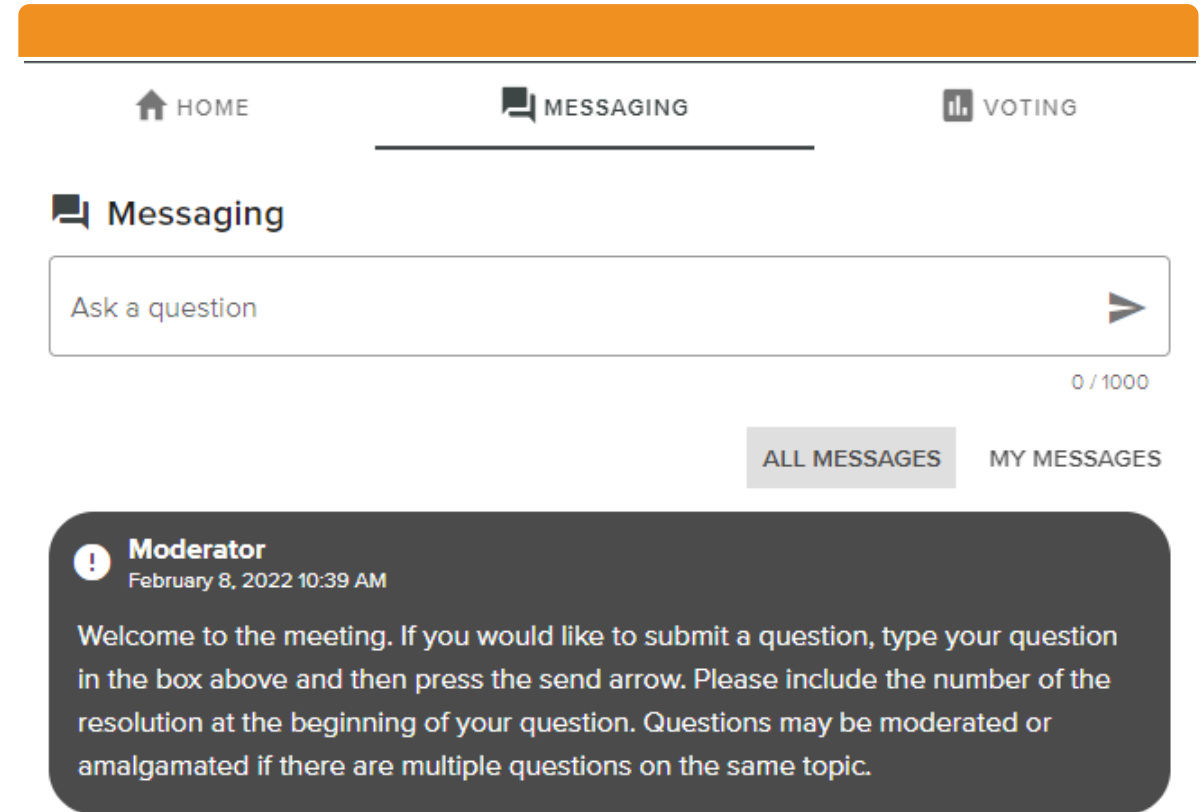 HOME
MESSAGING
VOTING
Messaging
Ask a question
0 / 1000
ALL MESSAGES
MY MESSAGES
Moderator
February 8, 2022 10:39 AM
Welcome to the meeting. If you would like to submit a question, type your question
in the box above and then press the send arrow. Please include the number of the
resolution at the beginning of your question. Questions may be moderated or
amalgamated if there are multiple questions on the same topic.